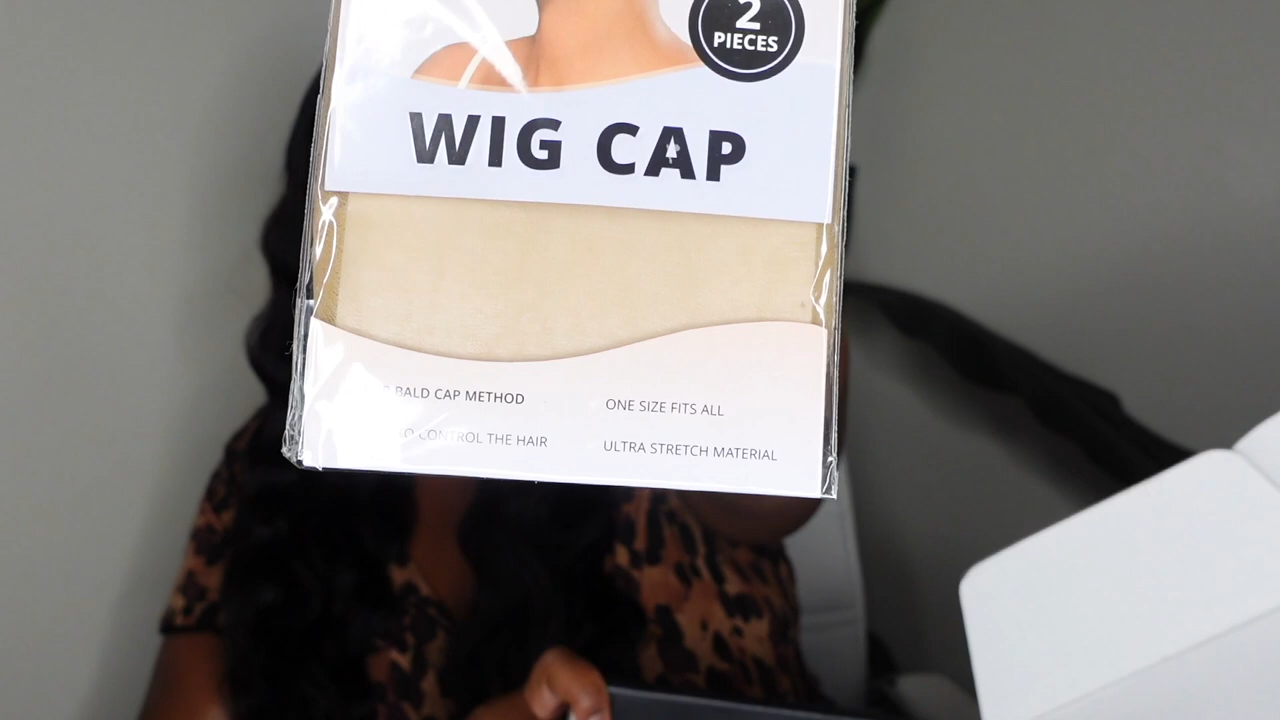 2
PIECES
WIG CAP
BALD CAP METHOD
ONE SIZE FITS ALL
CONTROL THE HAIR
ULTRA STRETCH MATERIAL